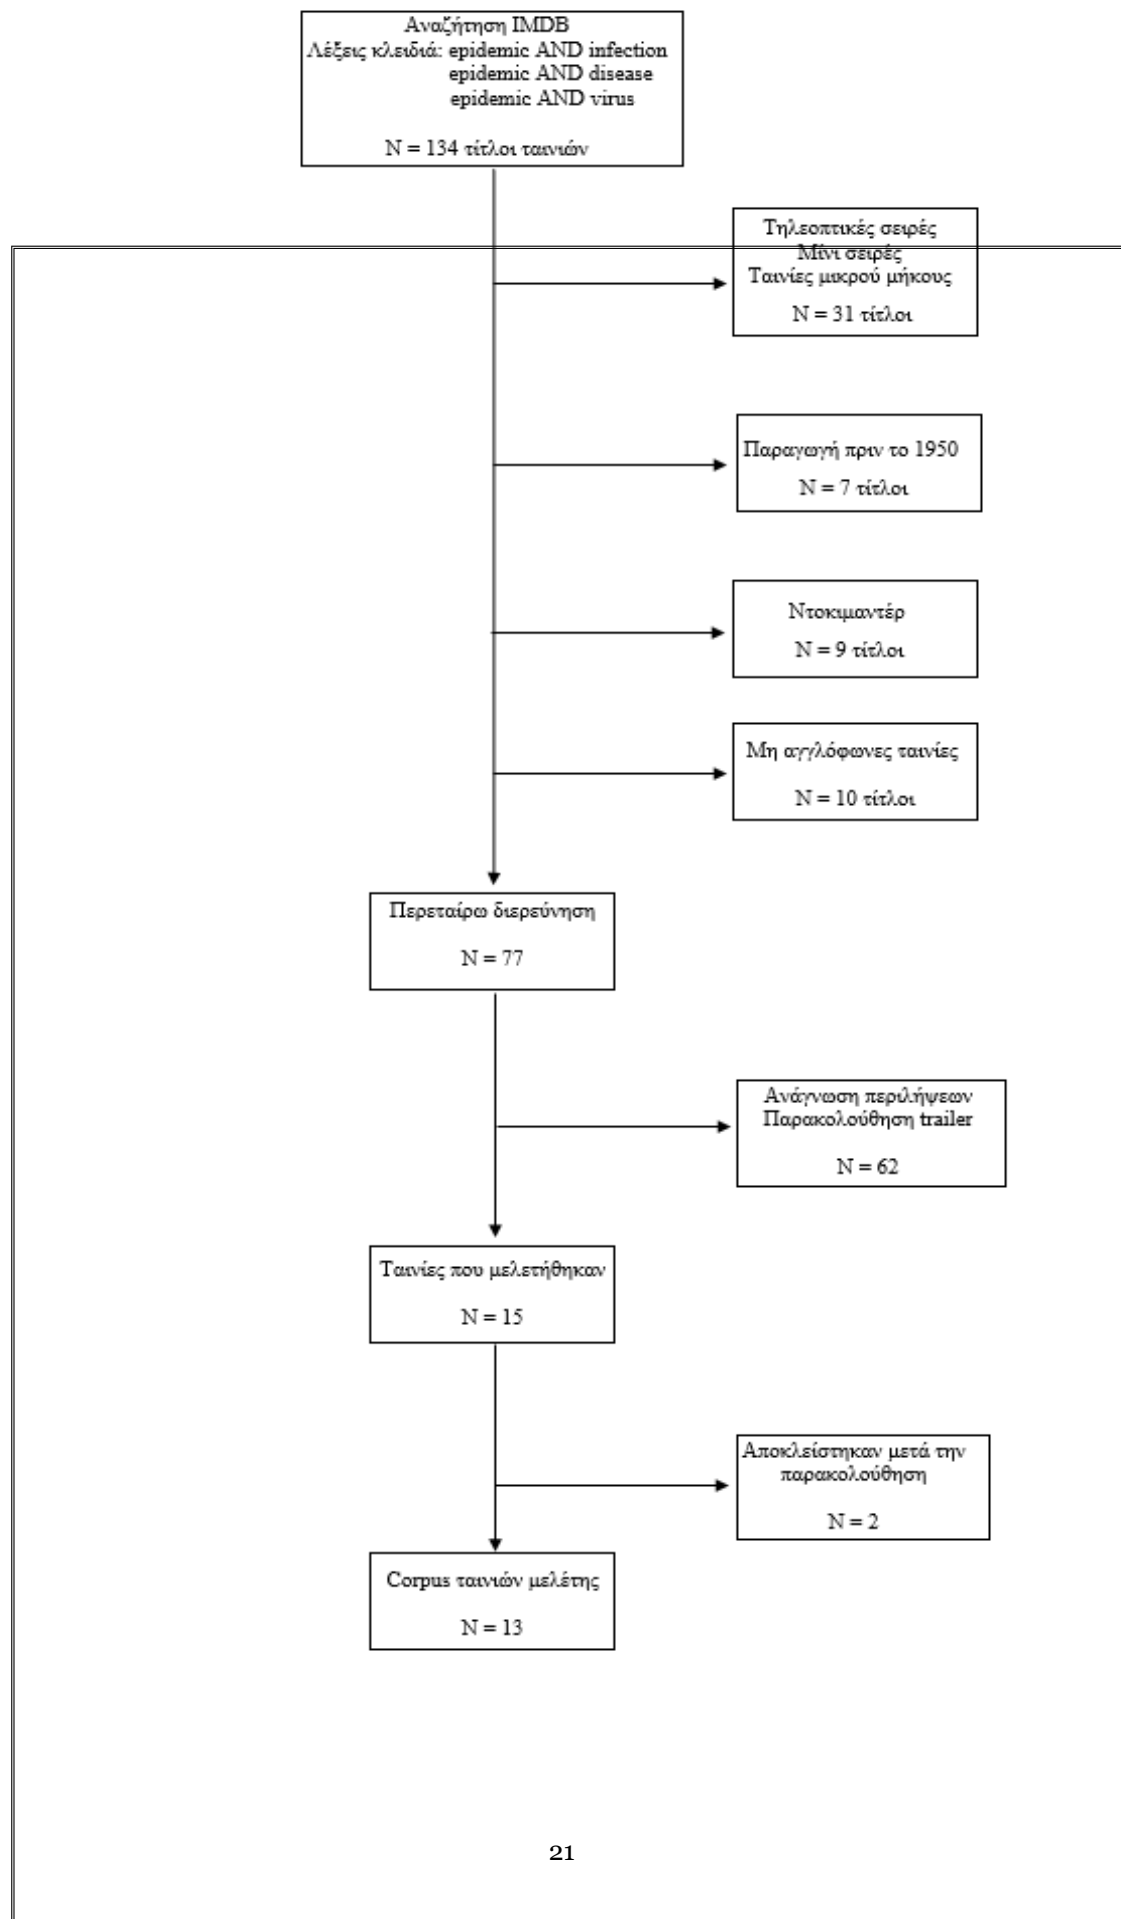 Αναζήτηση IMDB
Λέξεις κλειδιά: epidemic AND infection
epidemic AND disease
epidemic AND virus
N = 134 τίτλοι ταινιών
Τηλεοπτικές σειρές
Μίνι σειρές
Ταινίες μικρού μήκους
N = 31 τίτλοι
Παραγωγή πριν το 1950
N = 7 τίτλοι
Ντοκιμαντέρ
N = 9 τίτλοι
Μη αγγλόφωνες ταινίες
N = 10 τίτλοι
Περεταίρω διερεύνηση
N = 77
Ανάγνωση περιλήψεων
Παρακολούθηση trailer
N = 62
Ταινίες που μελετήθηκαν
N = 15
Αποκλείστηκαν μετά την
παρακολούθηση
N = 2
Corpus ταινιών μελέτης
N = 13
21